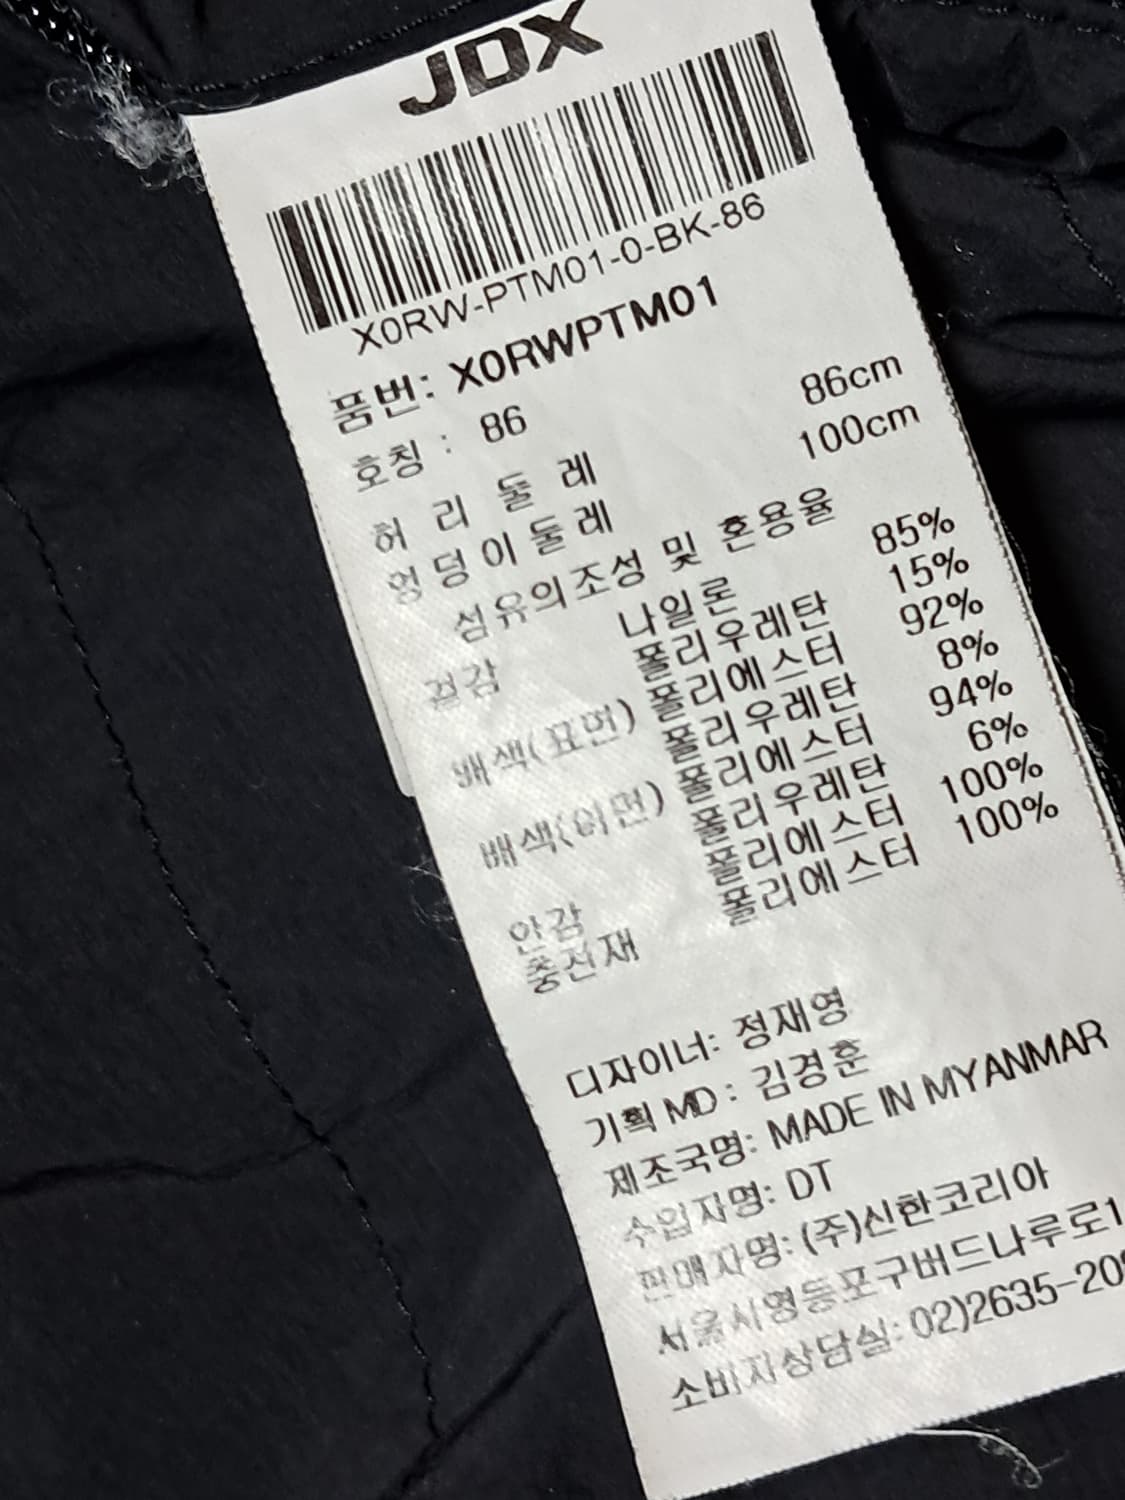 JDX
X0RW-PTM01-0-BK-86
품번: X0RWPTM01
호칭 : 86
허 리 둘 레 86cm
엉덩이둘레 100cm
섬유의조성 및 혼용율
겉감 나일론 85%
폴리우레탄 15%
배색(표면) 폴리에스터 92%
폴리우레탄 8%
배색(이면) 폴리에스터 94%
폴리우레탄 6%
안감 폴리에스터 100%
충전재 폴리에스터 100%
디자이너: 정재영
기획 MD : 김경훈
제조국명: MADE IN MYANMAR
수입자명: DT
판매자명: (주)신한코리아
서울시영등포구버드나루로1
소비자상담실: 02)2635-20